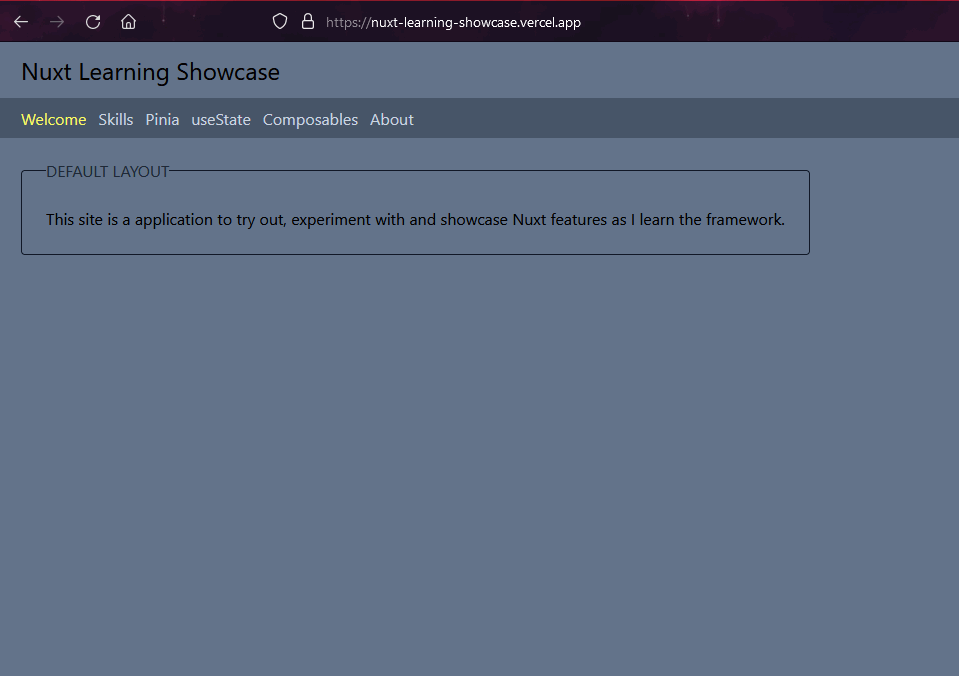 https://nuxt-learning-showcase.vercel.app
Nuxt Learning Showcase
Welcome Skills Pinia useState Composables About
DEFAULT LAYOUT
This site is a application to try out, experiment with and showcase Nuxt features as I learn the framework.